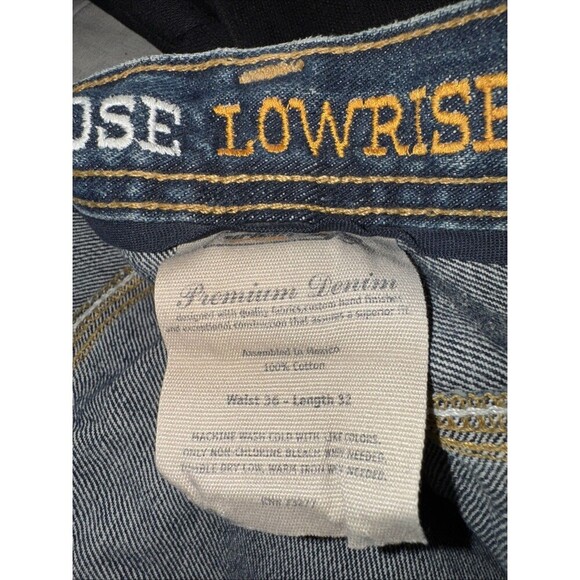 OSE LOWRISE
Premium Denim
designed with quality fabrics, custom hand finishes
and exceptional construction that assures a superior fit.
Assembled in Mexico
100% Cotton
Waist 36 - Length 32
MACHINE WASH COLD WITH LIKE COLORS.
ONLY NON-CHLORINE BLEACH WHEN NEEDED.
TUMBLE DRY LOW, WARM IRON WHEN NEEDED.